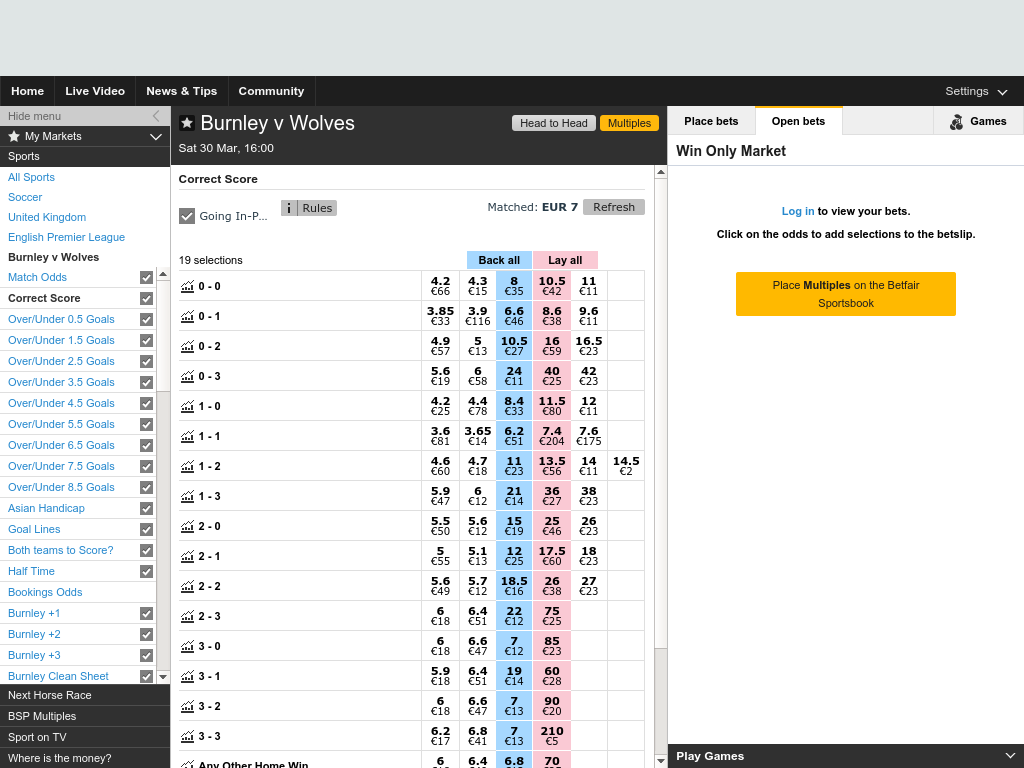 Home Live Video News & Tips Community Settings
Hide menu
My Markets
Sports
All Sports
Soccer
United Kingdom
English Premier League
Burnley v Wolves
Match Odds
Correct Score
Over/Under 0.5 Goals
Over/Under 1.5 Goals
Over/Under 2.5 Goals
Over/Under 3.5 Goals
Over/Under 4.5 Goals
Over/Under 5.5 Goals
Over/Under 6.5 Goals
Over/Under 7.5 Goals
Over/Under 8.5 Goals
Asian Handicap
Goal Lines
Both teams to Score?
Half Time
Bookings Odds
Burnley +1
Burnley +2
Burnley +3
Burnley Clean Sheet
Next Horse Race
BSP Multiples
Sport on TV
Where is the money?
Burnley v Wolves Head to Head Multiples
Sat 30 Mar, 16:00
Correct Score
Going In-P... i Rules Matched: EUR 7 Refresh
19 selections Back all Lay all
0 - 0 4.2 4.3 8 10.5 11
€66 €15 €35 €42 €11
0 - 1 3.85 3.9 6.6 8.6 9.6
€33 €116 €46 €38 €11
0 - 2 4.9 5 10.5 16 16.5
€57 €13 €27 €59 €23
0 - 3 5.6 6 24 40 42
€19 €58 €11 €25 €23
1 - 0 4.2 4.4 8.4 11.5 12
€25 €78 €33 €80 €11
1 - 1 3.6 3.65 6.2 7.4 7.6
€81 €14 €51 €204 €175
1 - 2 4.6 4.7 11 13.5 14 14.5
€60 €18 €23 €56 €11 €2
1 - 3 5.9 6 21 36 38
€47 €12 €14 €27 €23
2 - 0 5.5 5.6 15 25 26
€50 €12 €19 €46 €23
2 - 1 5 5.1 12 17.5 18
€55 €13 €25 €60 €23
2 - 2 5.6 5.7 18.5 26 27
€49 €12 €16 €38 €23
2 - 3 6 6.4 22 75
€18 €51 €12 €25
3 - 0 6 6.6 7 85
€18 €47 €12 €23
3 - 1 5.9 6.4 19 60
€18 €51 €14 €28
3 - 2 6 6.6 7 90
€18 €47 €13 €20
3 - 3 6.2 6.8 7 210
€17 €41 €13 €5
Any Other Home Win 6 6.4 6.8 70
Place bets Open bets Games
Win Only Market
Log in to view your bets.
Click on the odds to add selections to the betslip.
Place Multiples on the Betfair
Sportsbook
Play Games